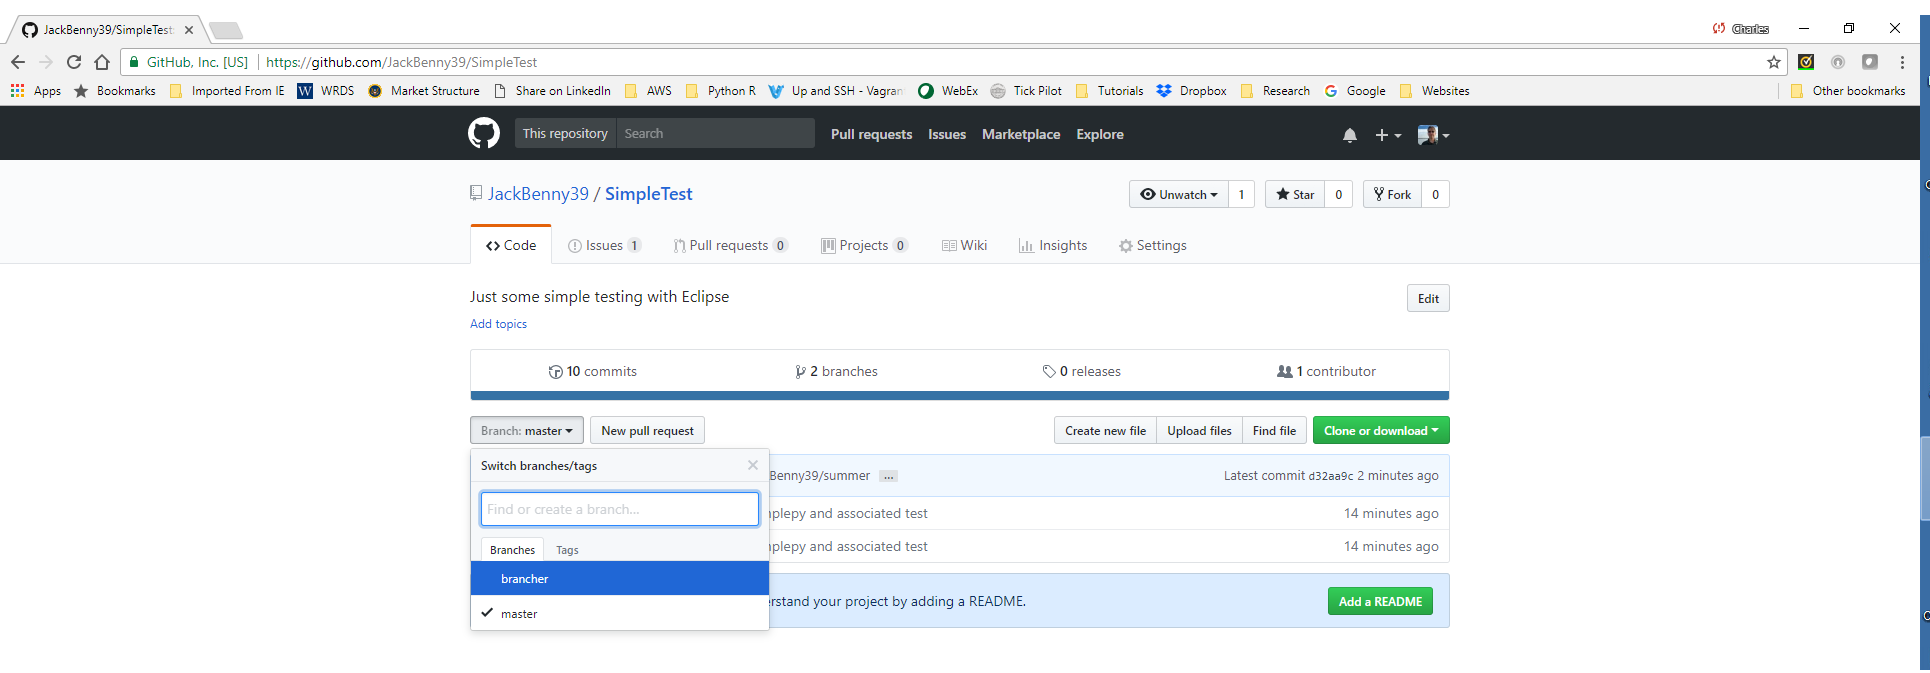 JackBenny39/SimpleTest:
Charles
GitHub, Inc. [US] https://github.com/JackBenny39/SimpleTest
Apps Bookmarks Imported From IE WRDS Market Structure Share on LinkedIn AWS Python R Up and SSH - Vagran WebEx Tick Pilot Tutorials Dropbox Research Google Websites Other bookmarks
This repository Search Pull requests Issues Marketplace Explore
JackBenny39 / SimpleTest Unwatch 1 Star 0 Fork 0
Code Issues 1 Pull requests 0 Projects 0 Wiki Insights Settings
Just some simple testing with Eclipse Edit
Add topics
10 commits 2 branches 0 releases 1 contributor
Branch: master New pull request Create new file Upload files Find file Clone or download
Switch branches/tags
Benny39/summer ... Latest commit d32aa9c 2 minutes ago
Find or create a branch...
plepy and associated test 14 minutes ago
Branches Tags
plepy and associated test 14 minutes ago
brancher
rstand your project by adding a README. Add a README
master